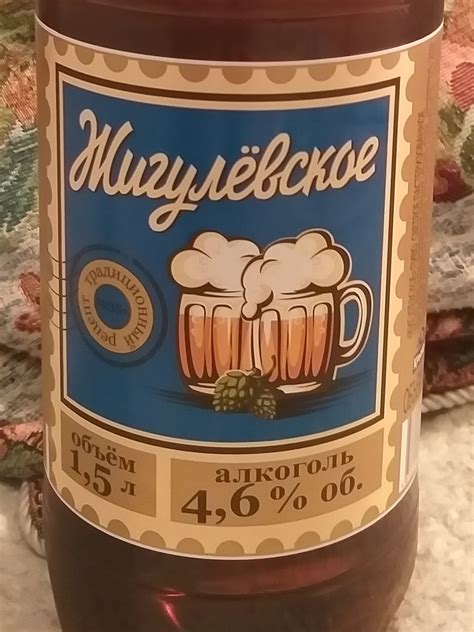 Жигулёвское
традиционный рецепт
объём
1,5 л
алкоголь
4,6% об.